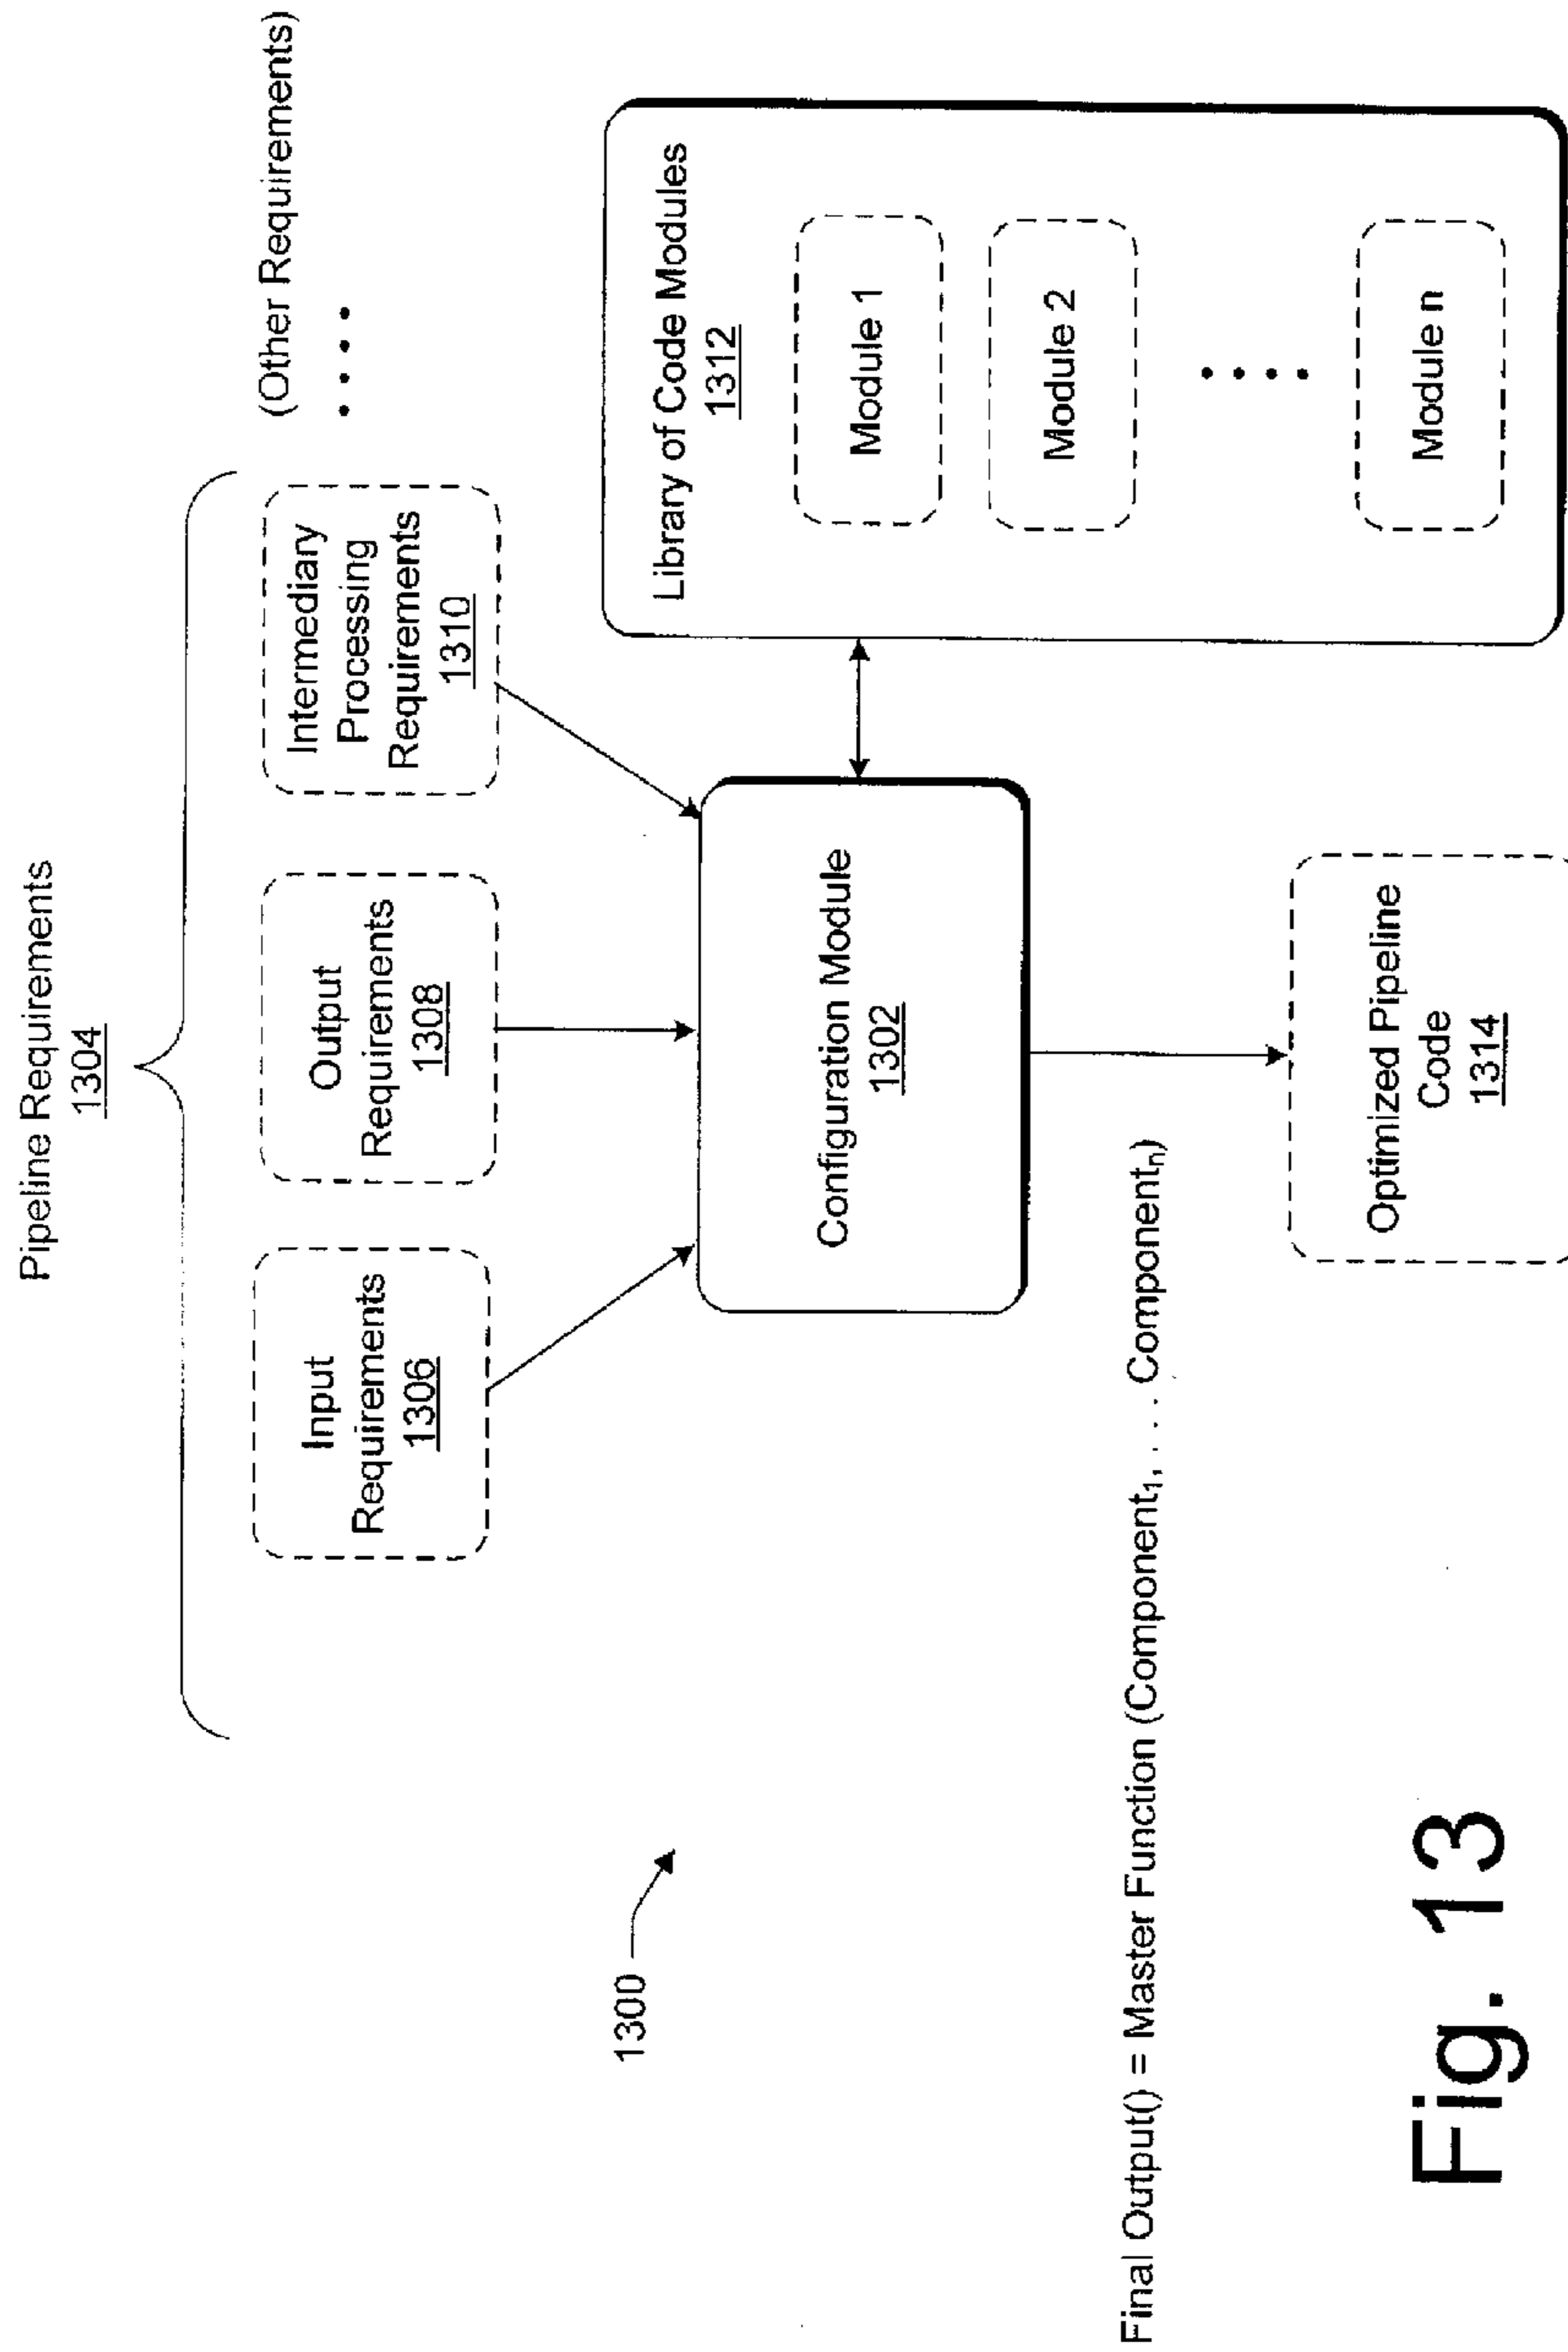 Pipeline Requirements
1304
(Other Requirements)
Input
Requirements
1306
Output
Requirements
1308
Intermediary
Processing
Requirements
1310
1300
Configuration Module
1302
Library of Code Modules
1312
Module 1
Module 2
Module n
Final Output() = Master Function (Component₁, . . . Componentₙ)
Optimized Pipeline
Code
1314
Fig. 13